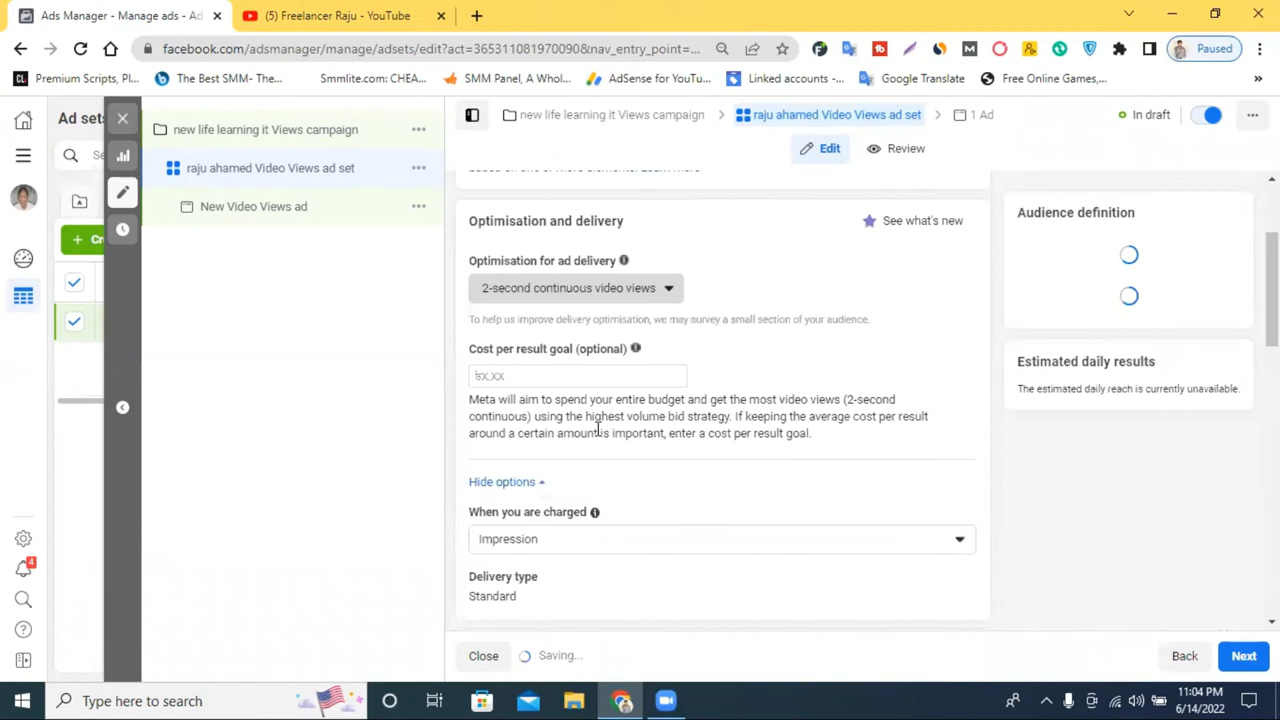 Ads Manager - Manage ads - Ad
(5) Freelancer Raju - YouTube
facebook.com/adsmanager/manage/adsets/edit?act=365311081970090&nav_entry_point=...
Paused
Premium Scripts, Pl...
The Best SMM- The...
Smmlite.com: CHEA...
SMM Panel, A Whol...
AdSense for YouTu...
Linked accounts -...
Google Translate
Free Online Games,...
»
Ad sets
new life learning it Views campaign
raju ahamed Video Views ad set
New Video Views ad
new life learning it Views campaign
raju ahamed Video Views ad set
1 Ad
In draft
Edit
Review
Optimisation and delivery
See what's new
Optimisation for ad delivery
2-second continuous video views
To help us improve delivery optimisation, we may survey a small section of your audience.
Cost per result goal (optional)
৳X.XX
Meta will aim to spend your entire budget and get the most video views (2-second
continuous) using the highest volume bid strategy. If keeping the average cost per result
around a certain amount is important, enter a cost per result goal.
Hide options
When you are charged
Impression
Delivery type
Standard
Audience definition
Estimated daily results
The estimated daily reach is currently unavailable.
Close
Saving...
Back
Next
4
Type here to search
11:04 PM
6/14/2022